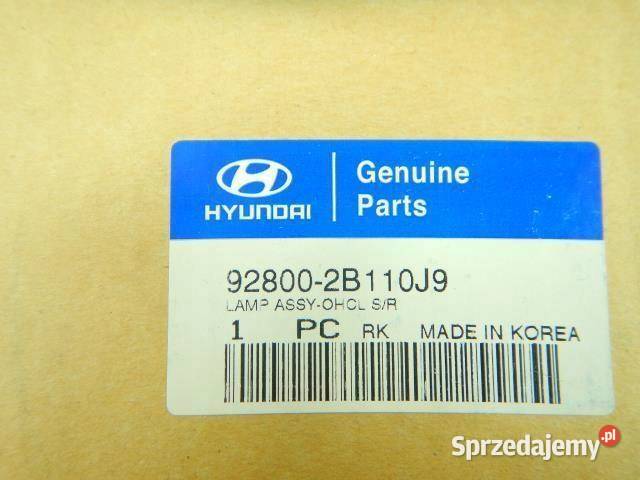 HYUNDAI
Genuine
Parts
92800-2B110J9
LAMP ASSY-OHCL S/R
1 PC RK MADE IN KOREA
Sprzedajemy.pl